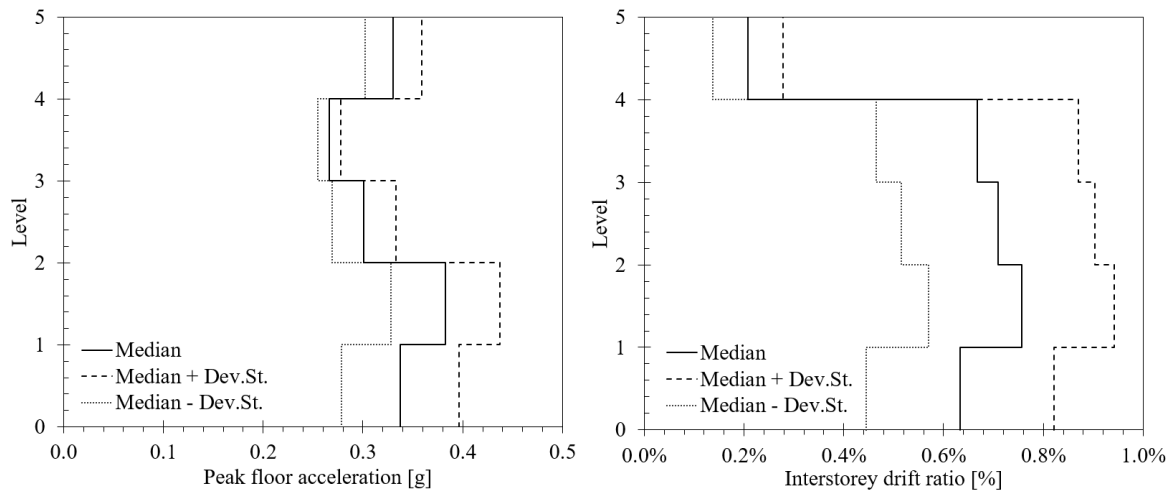 5
4
3
2
1
0
Level
Median
Median + Dev.St.
Median - Dev.St.
0.0 0.1 0.2 0.3 0.4 0.5
Peak floor acceleration [g]
5
4
3
2
1
0
Level
Median
Median + Dev.St.
Median - Dev.St.
0.0% 0.2% 0.4% 0.6% 0.8% 1.0%
Interstorey drift ratio [%]